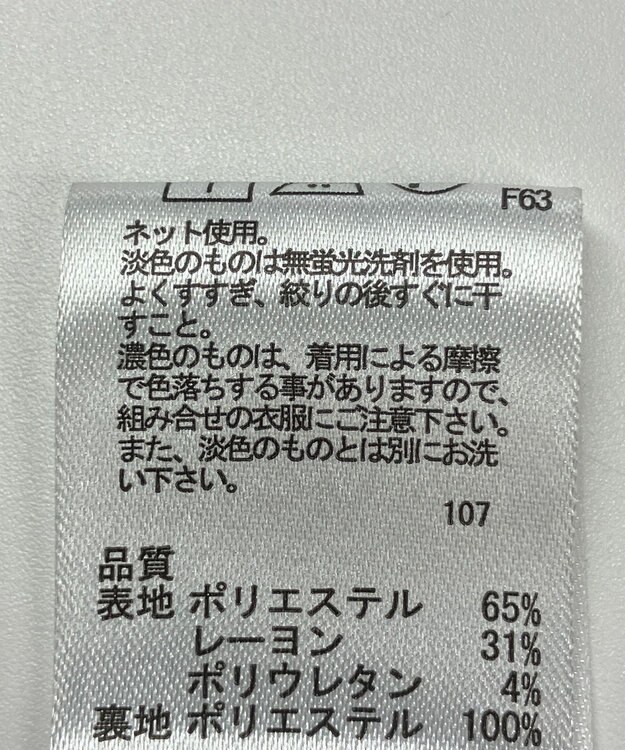 F63
ネット使用。
淡色のものは無蛍光洗剤を使用。
よくすすぎ、絞りの後すぐに干
すこと。
濃色のものは、着用による摩擦
で色落ちする事がありますので、
組み合せの衣服にご注意下さい。
また、淡色のものとは別にお洗
い下さい。
107
品質
表地 ポリエステル 65%
レーヨン 31%
ポリウレタン 4%
裏地 ポリエステル 100%